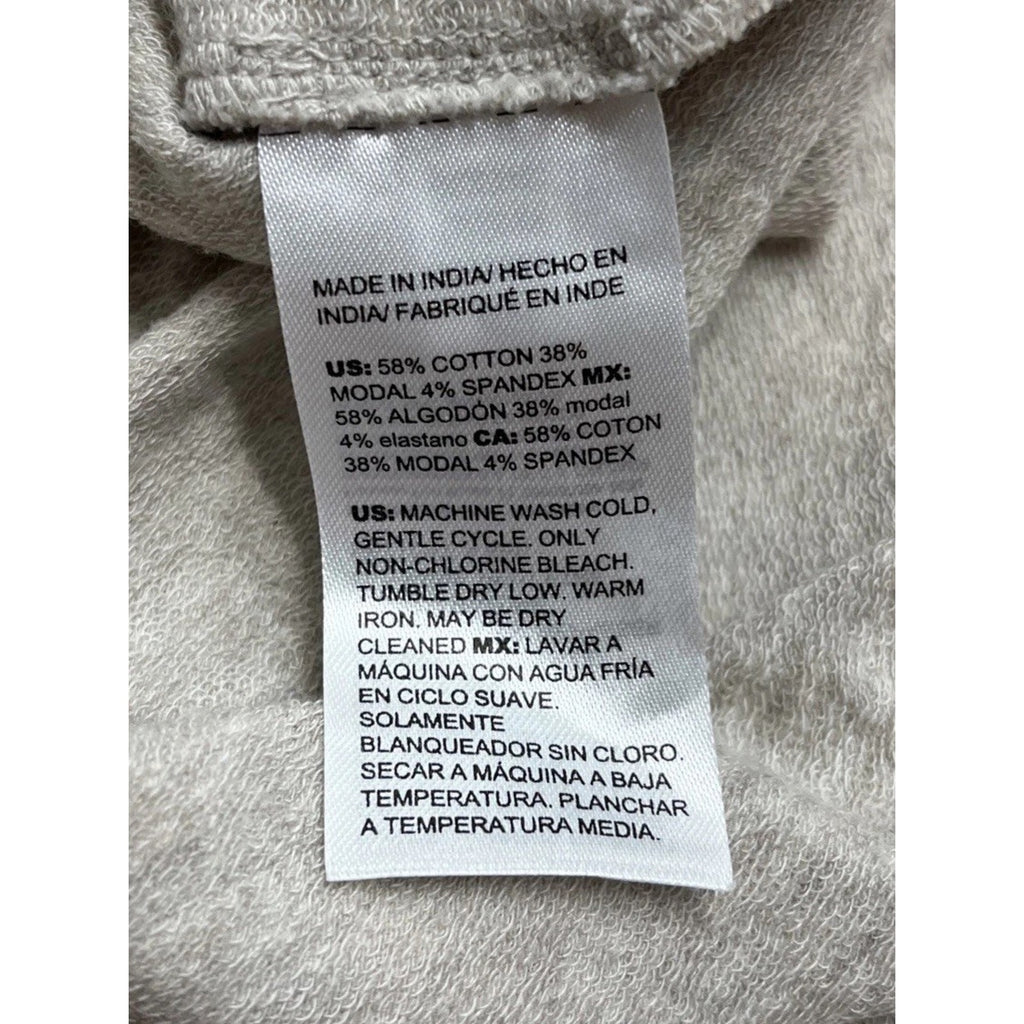 MADE IN INDIA/ HECHO EN
INDIA/ FABRIQUÉ EN INDE
US: 58% COTTON 38%
MODAL 4% SPANDEX MX:
58% ALGODÓN 38% modal
4% elastano CA: 58% COTON
38% MODAL 4% SPANDEX
US: MACHINE WASH COLD,
GENTLE CYCLE. ONLY
NON-CHLORINE BLEACH.
TUMBLE DRY LOW. WARM
IRON. MAY BE DRY
CLEANED MX: LAVAR A
MÁQUINA CON AGUA FRÍA
EN CICLO SUAVE.
SOLAMENTE
BLANQUEADOR SIN CLORO.
SECAR A MÁQUINA A BAJA
TEMPERATURA. PLANCHAR
A TEMPERATURA MEDIA.